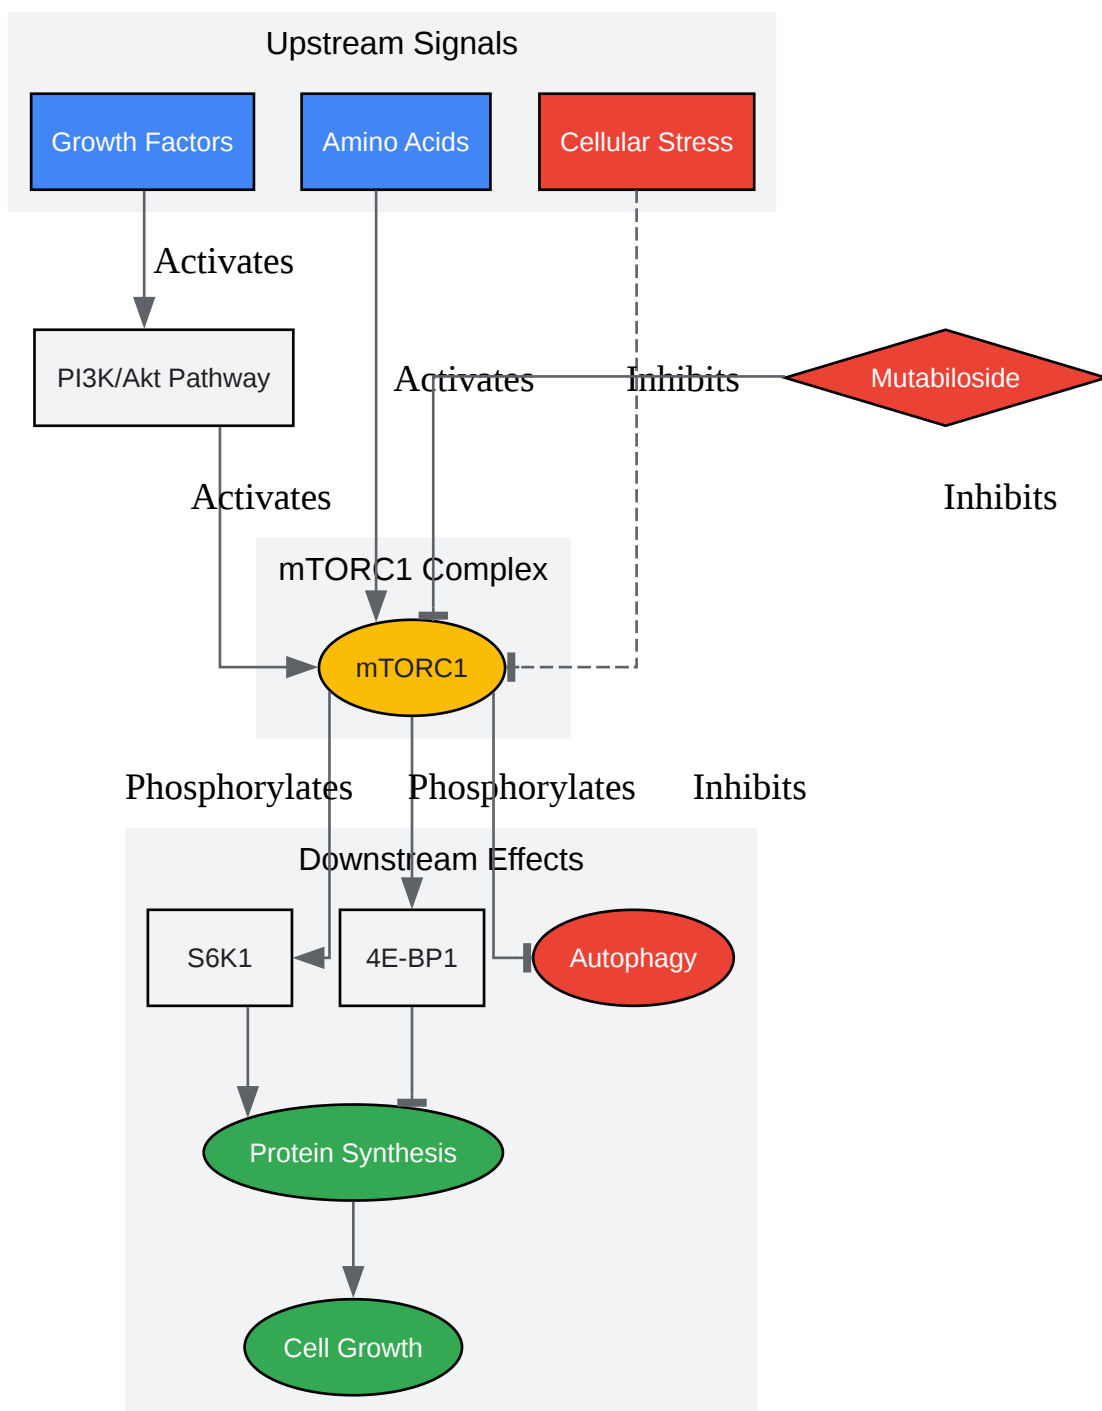 Upstream Signals
Growth Factors
Amino Acids
Cellular Stress
Activates
PI3K/Akt Pathway
Activates
Inhibits
Mutabiloside
Activates
Inhibits
mTORC1 Complex
mTORC1
Phosphorylates
Phosphorylates
Inhibits
Downstream Effects
S6K1
4E-BP1
Autophagy
Protein Synthesis
Cell Growth